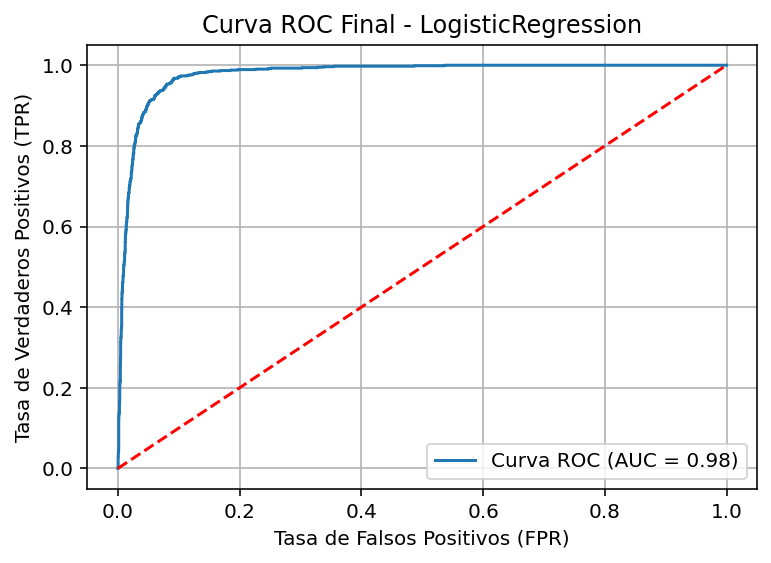 Curva ROC Final - LogisticRegression
Tasa de Verdaderos Positivos (TPR)
1.0
0.8
0.6
0.4
0.2
0.0
Curva ROC (AUC = 0.98)
0.0 0.2 0.4 0.6 0.8 1.0
Tasa de Falsos Positivos (FPR)